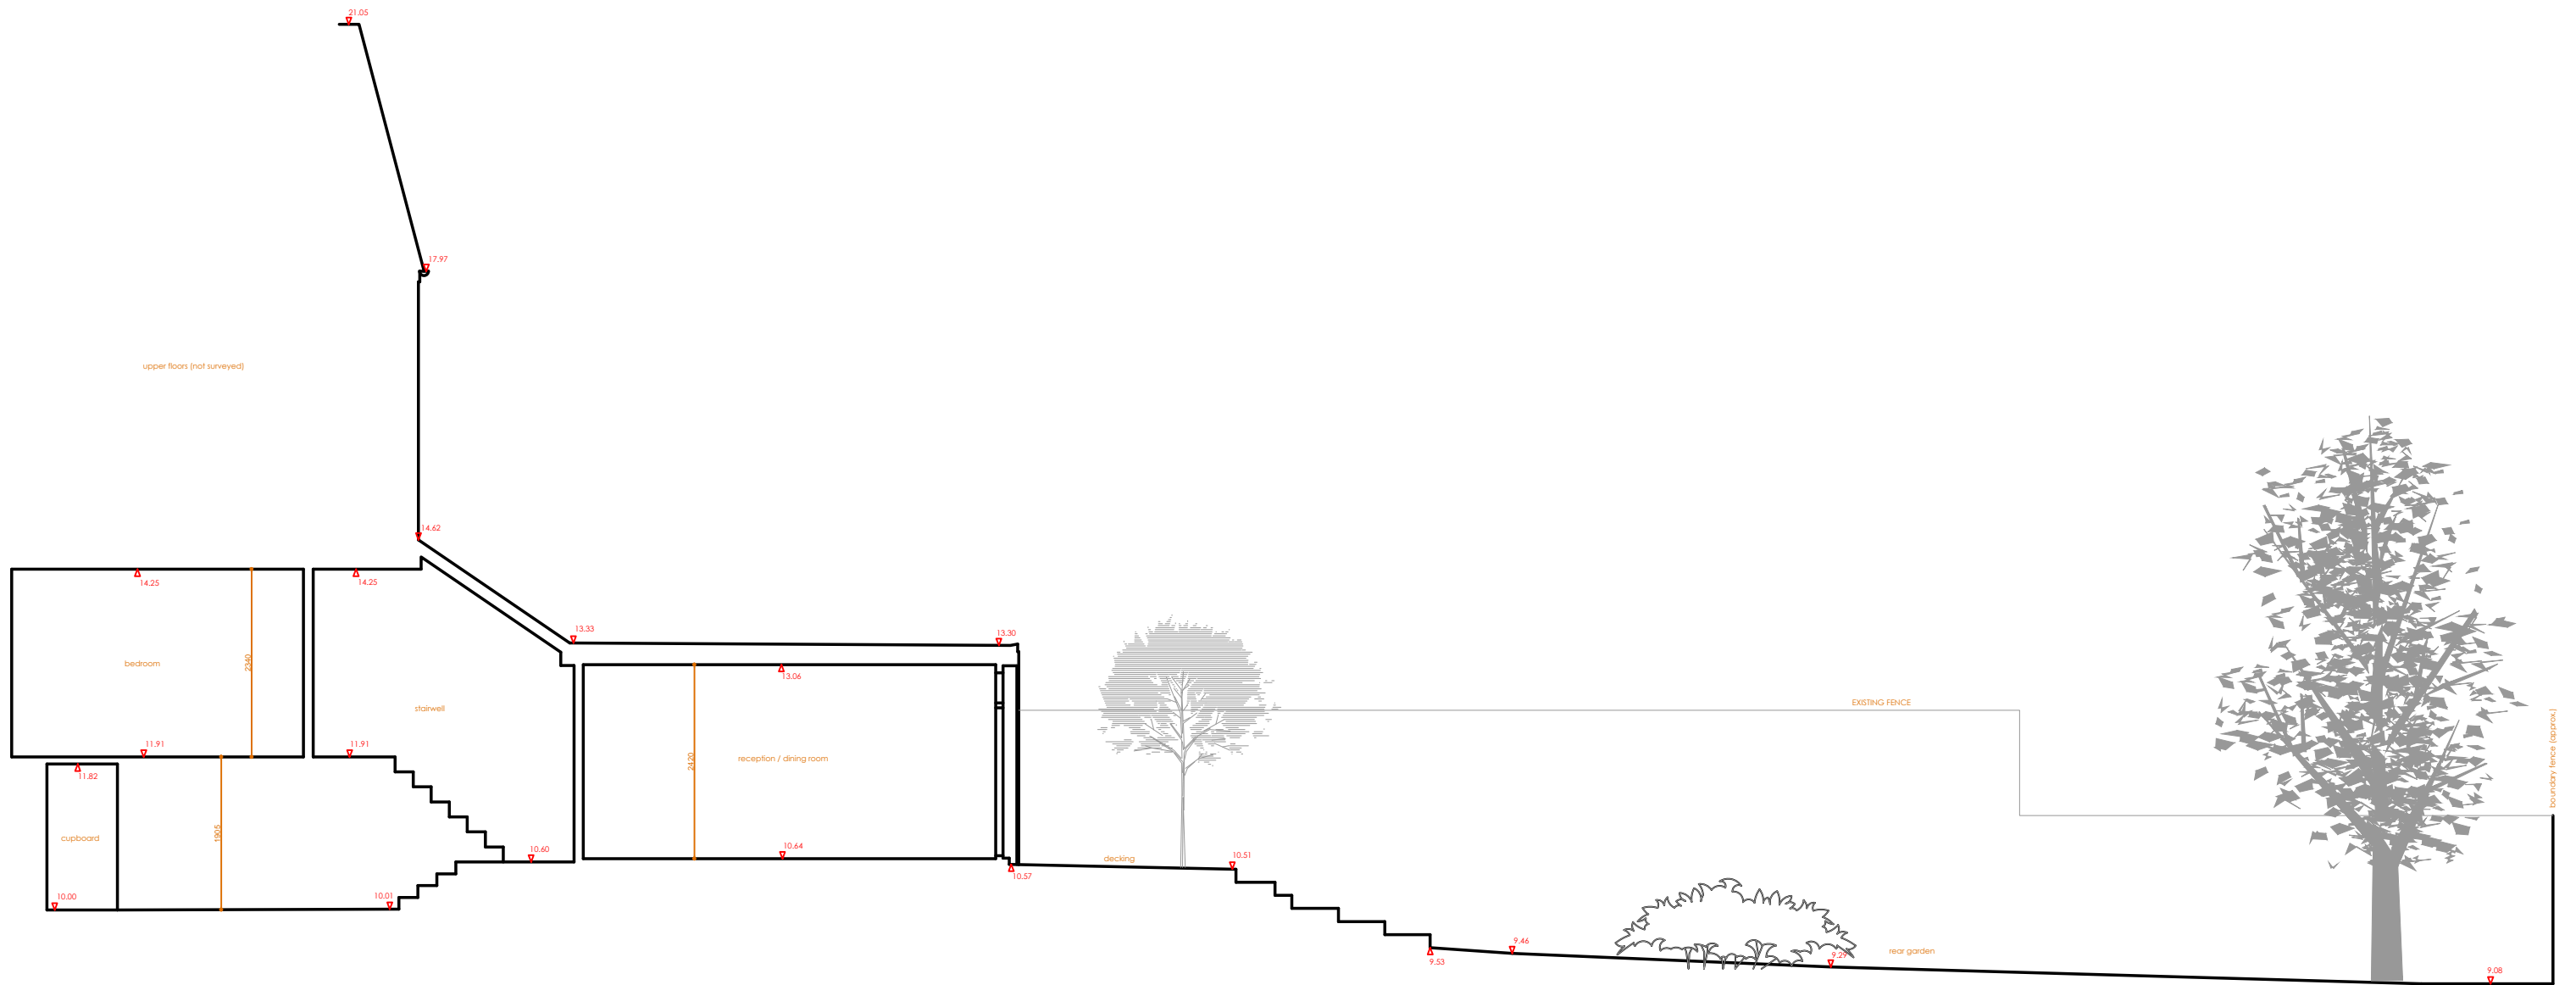 21.05
17.97
upper floors (not surveyed)
14.62
14.25
14.25
13.33
13.30
13.06
bedroom
2340
stairwell
EXISTING FENCE
boundary fence (approx.)
11.91
11.91
2420
reception / dining room
11.82
cupboard
1905
10.60
10.64
decking
10.51
10.57
10.00
10.01
9.46
9.53
rear garden
9.29
9.08